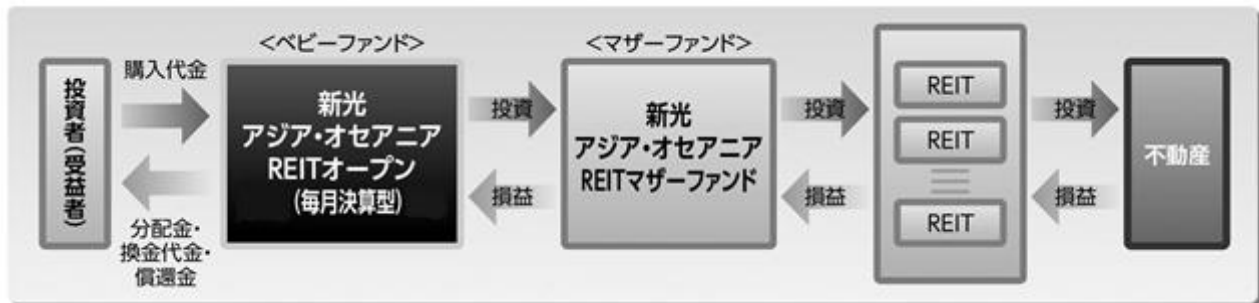 投資者(受益者)
購入代金
分配金・
換金代金・
償還金
<ベビーファンド>
新光
アジア・オセアニア
REITオープン
(毎月決算型)
投資
損益
<マザーファンド>
新光
アジア・オセアニア
REITマザーファンド
投資
損益
REIT
REIT
REIT
投資
損益
不動産